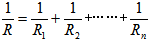 1/R = 1/R₁ + 1/R₂ + ⋯⋯ + 1/Rₙ